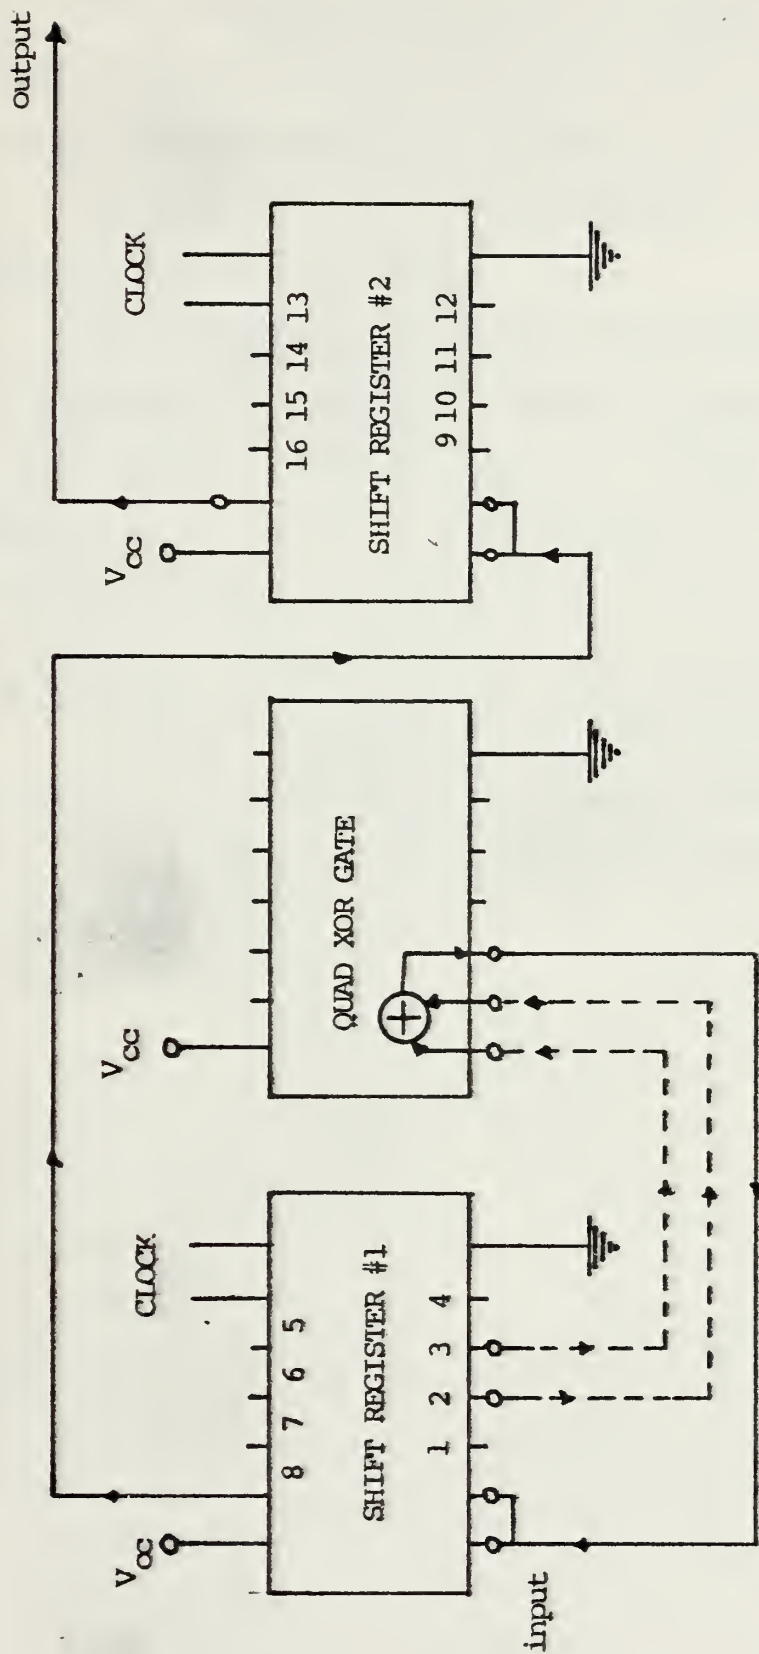 output
V CC
CLOCK
16 15 14 13
SHIFT REGISTER #2
9 10 11 12
V CC
QUAD XOR GATE
V CC
CLOCK
8 7 6 5
SHIFT REGISTER #1
1 2 3 4
input